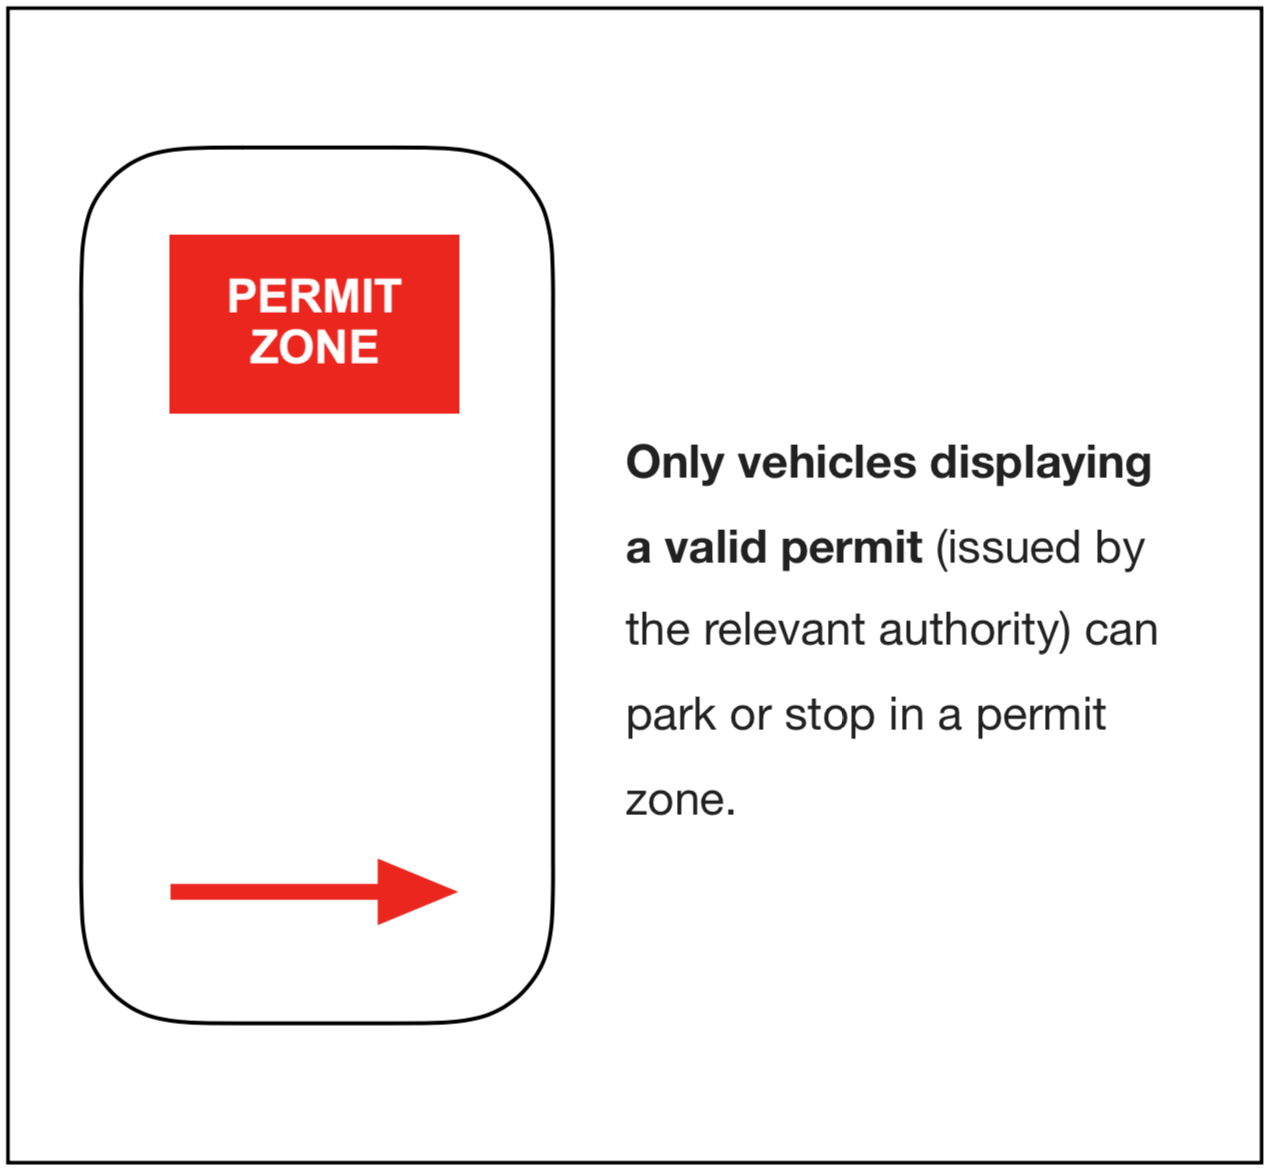 PERMIT
ZONE
Only vehicles displaying
a valid permit (issued by
the relevant authority) can
park or stop in a permit
zone.